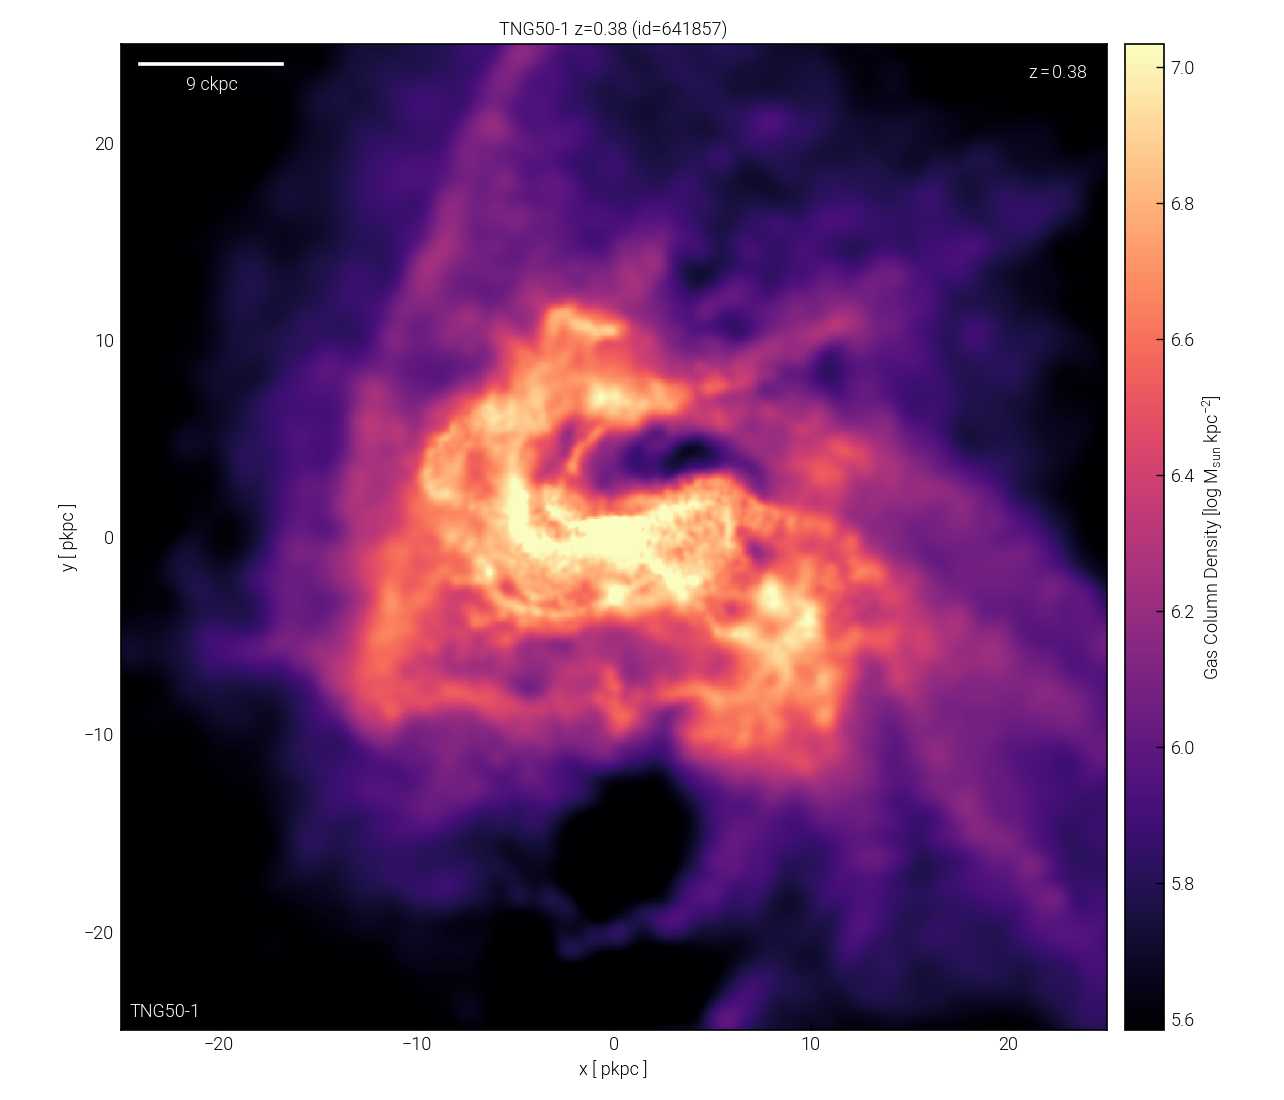 TNG50-1 z=0.38 (id=641857)
9 ckpc
z=0.38
TNG50-1
20
10
0
−10
−20
y [ pkpc ]
−20
−10
0
10
20
x [ pkpc ]
7.0
6.8
6.6
6.4
6.2
6.0
5.8
5.6
Gas Column Density [log M_sun kpc^−2]